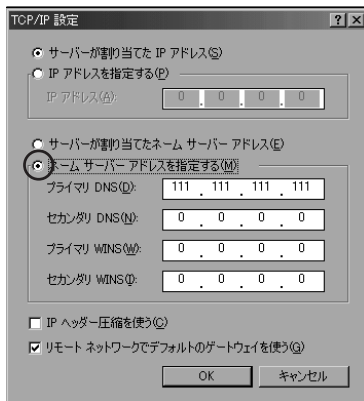 TCP/IP 設定
サーバーが割り当てた IP アドレス(S)
IP アドレスを指定する(P)
IP アドレス(A): 0 . 0 . 0 . 0
サーバーが割り当てたネーム サーバー アドレス(E)
ネーム サーバー アドレスを指定する(M)
プライマリ DNS(D): 111 . 111 . 111 . 111
セカンダリ DNS(N): 0 . 0 . 0 . 0
プライマリ WINS(W): 0 . 0 . 0 . 0
セカンダリ WINS(I): 0 . 0 . 0 . 0
IP ヘッダー圧縮を使う(C)
リモート ネットワークでデフォルトのゲートウェイを使う(G)
OK キャンセル